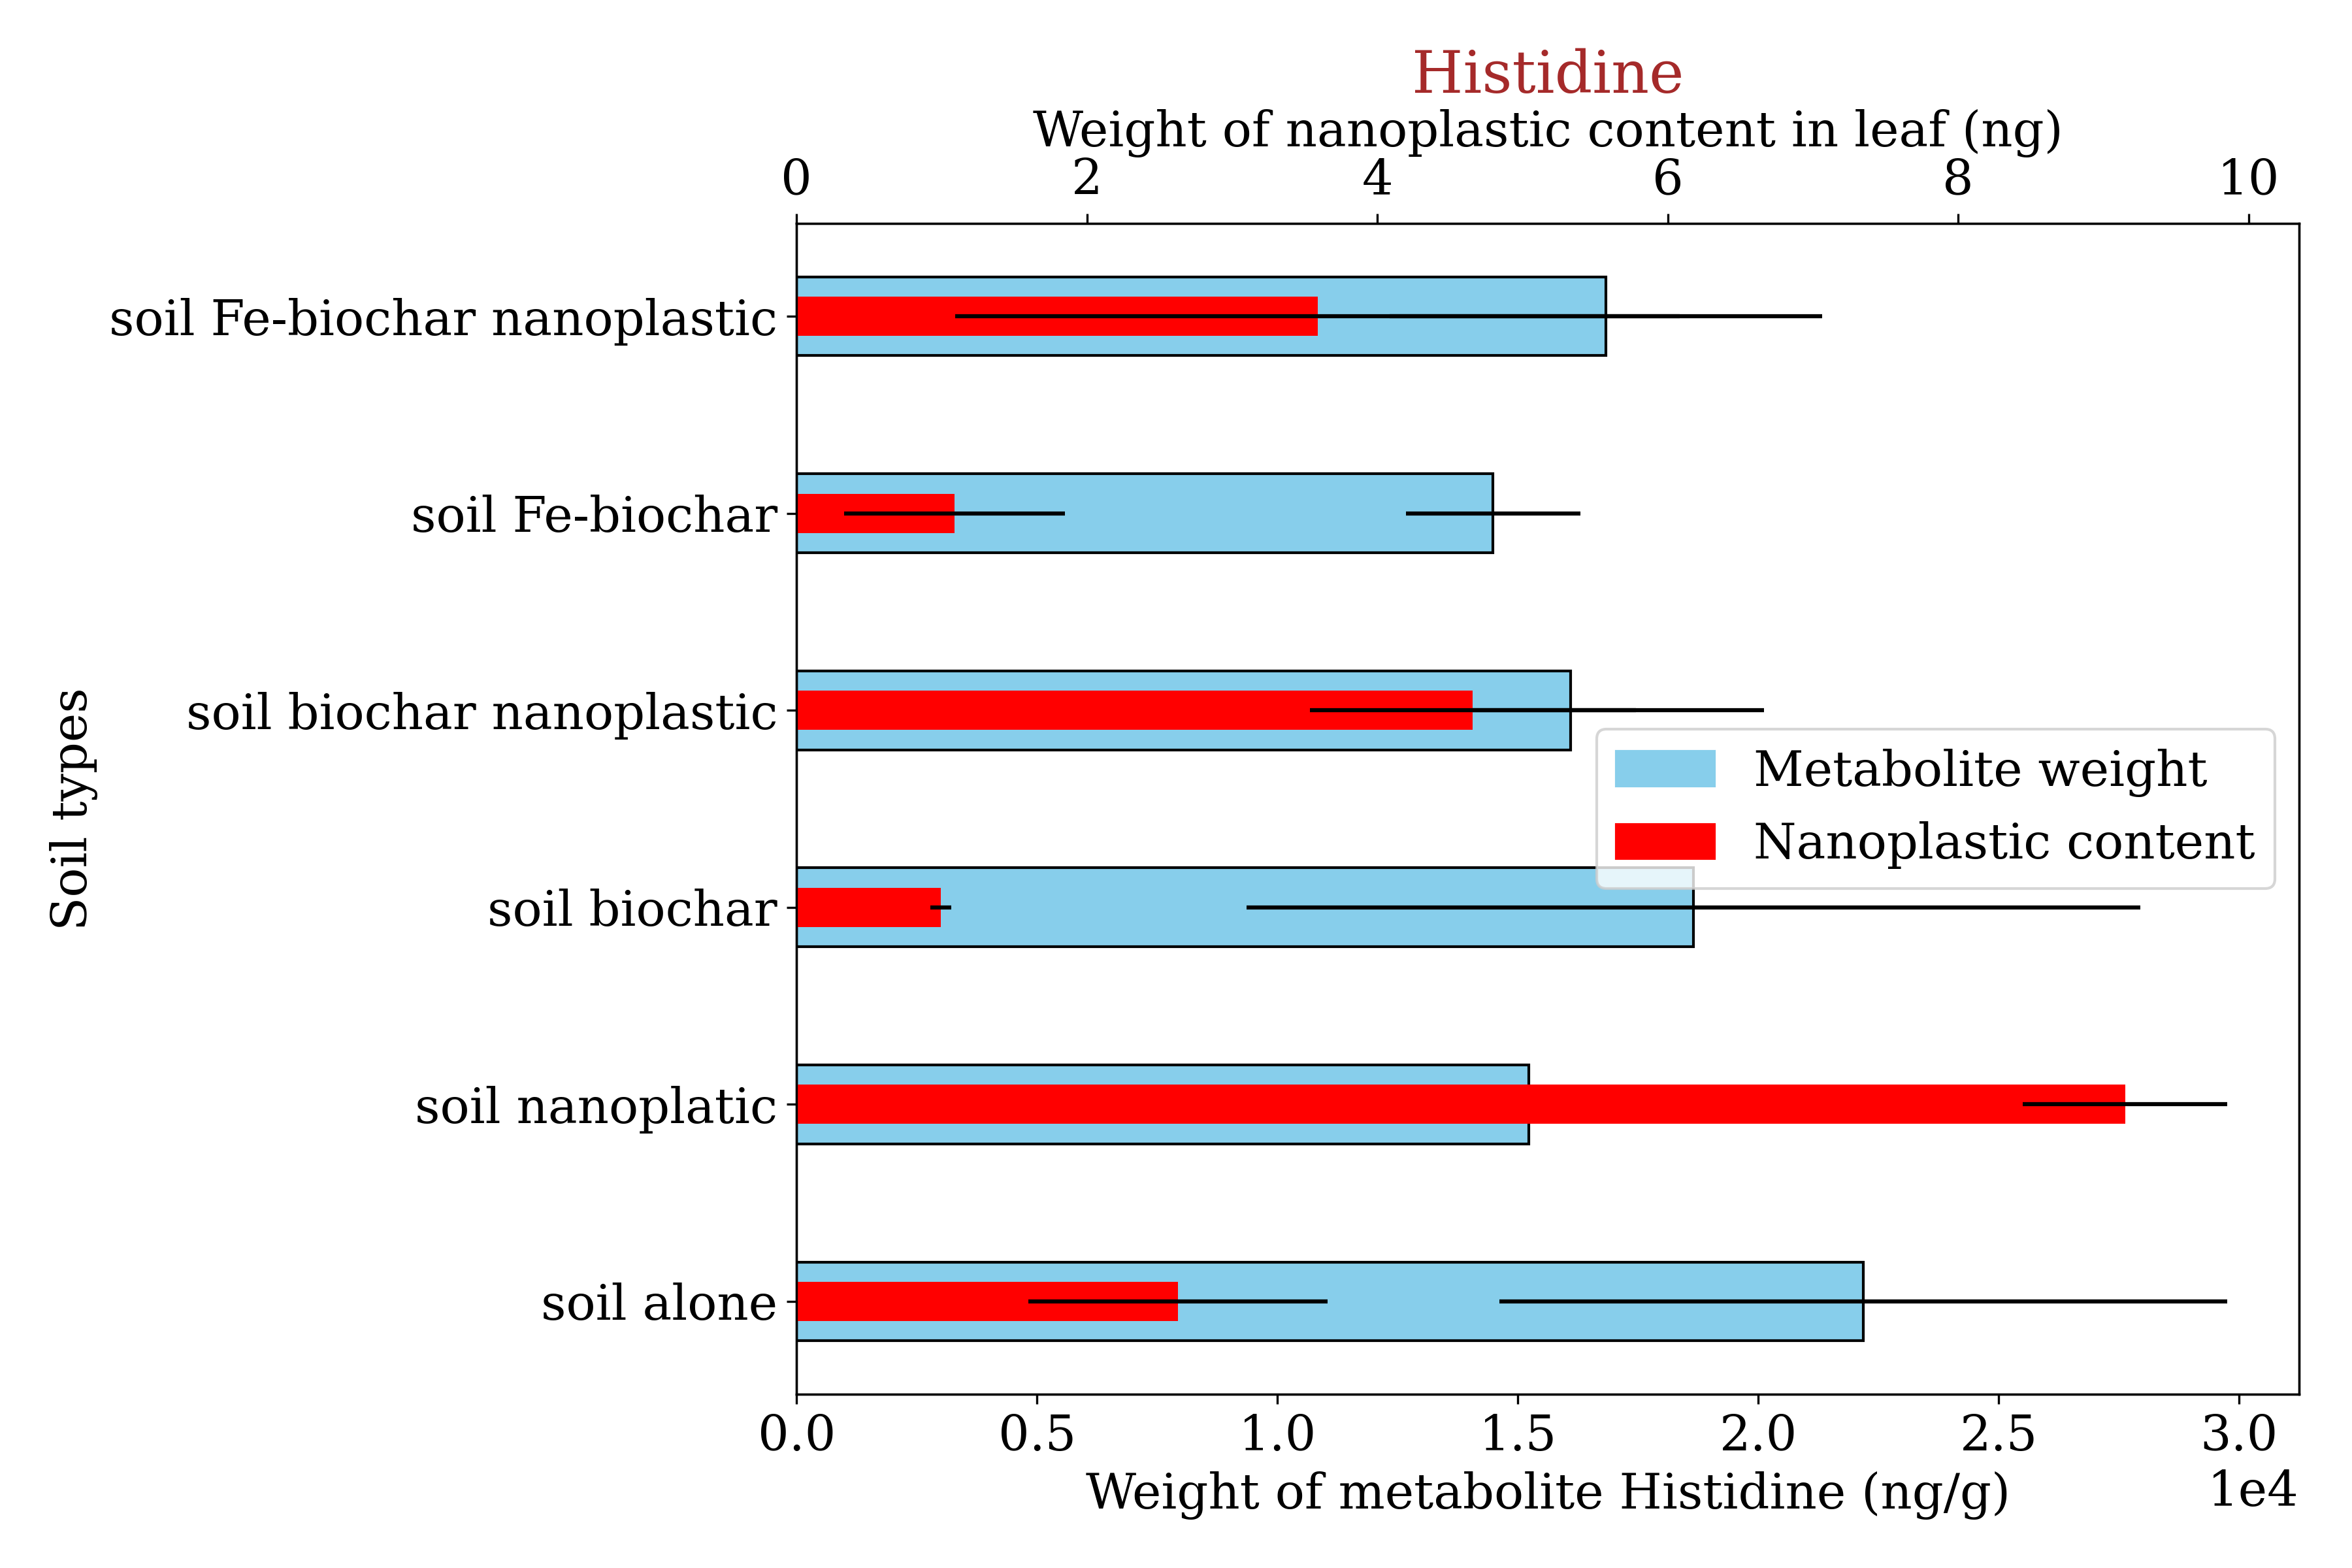 Histidine
Weight of nanoplastic content in leaf (ng)
0 2 4 6 8 10
soil Fe-biochar nanoplastic
soil Fe-biochar
soil biochar nanoplastic
soil biochar
soil nanoplatic
soil alone
Soil types
Metabolite weight
Nanoplastic content
0.0 0.5 1.0 1.5 2.0 2.5 3.0
Weight of metabolite Histidine (ng/g)
1e4